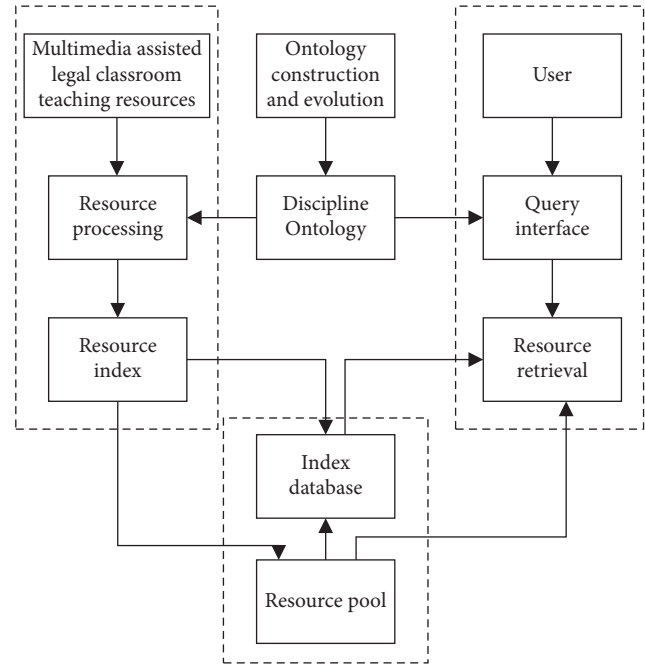 Multimedia assisted
legal classroom
teaching resources
Ontology
construction
and evolution
User
Resource
processing
Discipline
Ontology
Query
interface
Resource
index
Resource
retrieval
Index
database
Resource pool